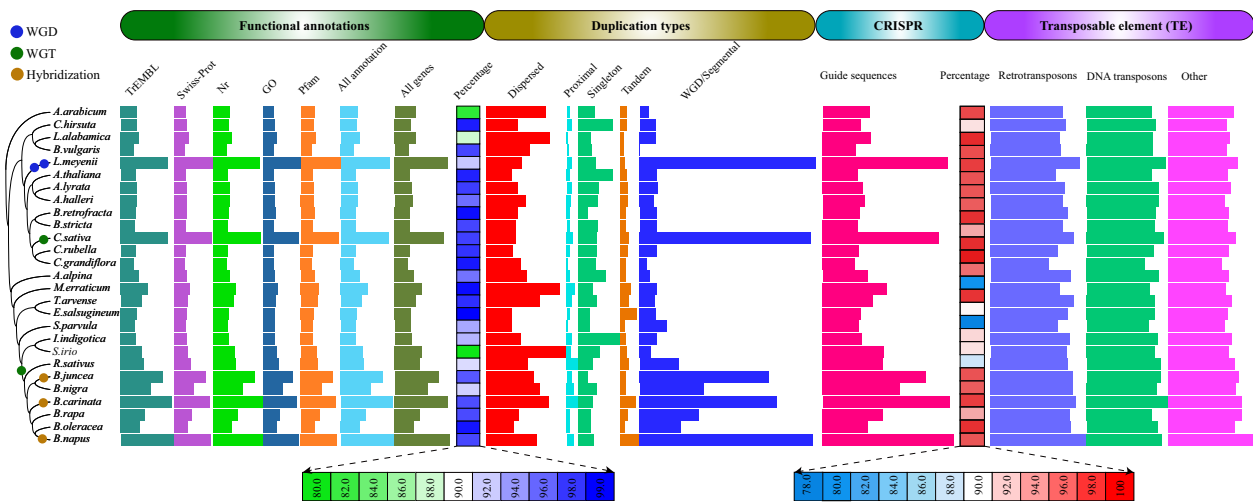 Functional annotations
Duplication types
CRISPR
Transposable element (TE)
WGD
WGT
Hybridization
TrEMBL
Swiss-Prot
Nr
GO
Pfam
All annotation
All genes
Percentage
Dispersed
Proximal
Singleton
Tandem
WGD/Segmental
Guide sequences
Percentage
Retrotransposons
DNA transposons
Other
A.arabicum
C.hirsuta
L.alabamica
B.vulgaris
L.meyenii
A.thaliana
A.lyrata
A.halleri
B.retrofracta
B.stricta
C.sativa
C.rubella
C.grandiflora
A.alpina
M.erraticum
T.arvense
E.salsugineum
S.parvula
I.indigotica
S.irio
R.sativus
B.juncea
B.nigra
B.carinata
B.rapa
B.oleracea
B.napus
80.0
82.0
84.0
86.0
88.0
90.0
92.0
94.0
96.0
98.0
78.0
80.0
82.0
84.0
86.0
88.0
90.0
92.0
94.0
96.0
98.0
100